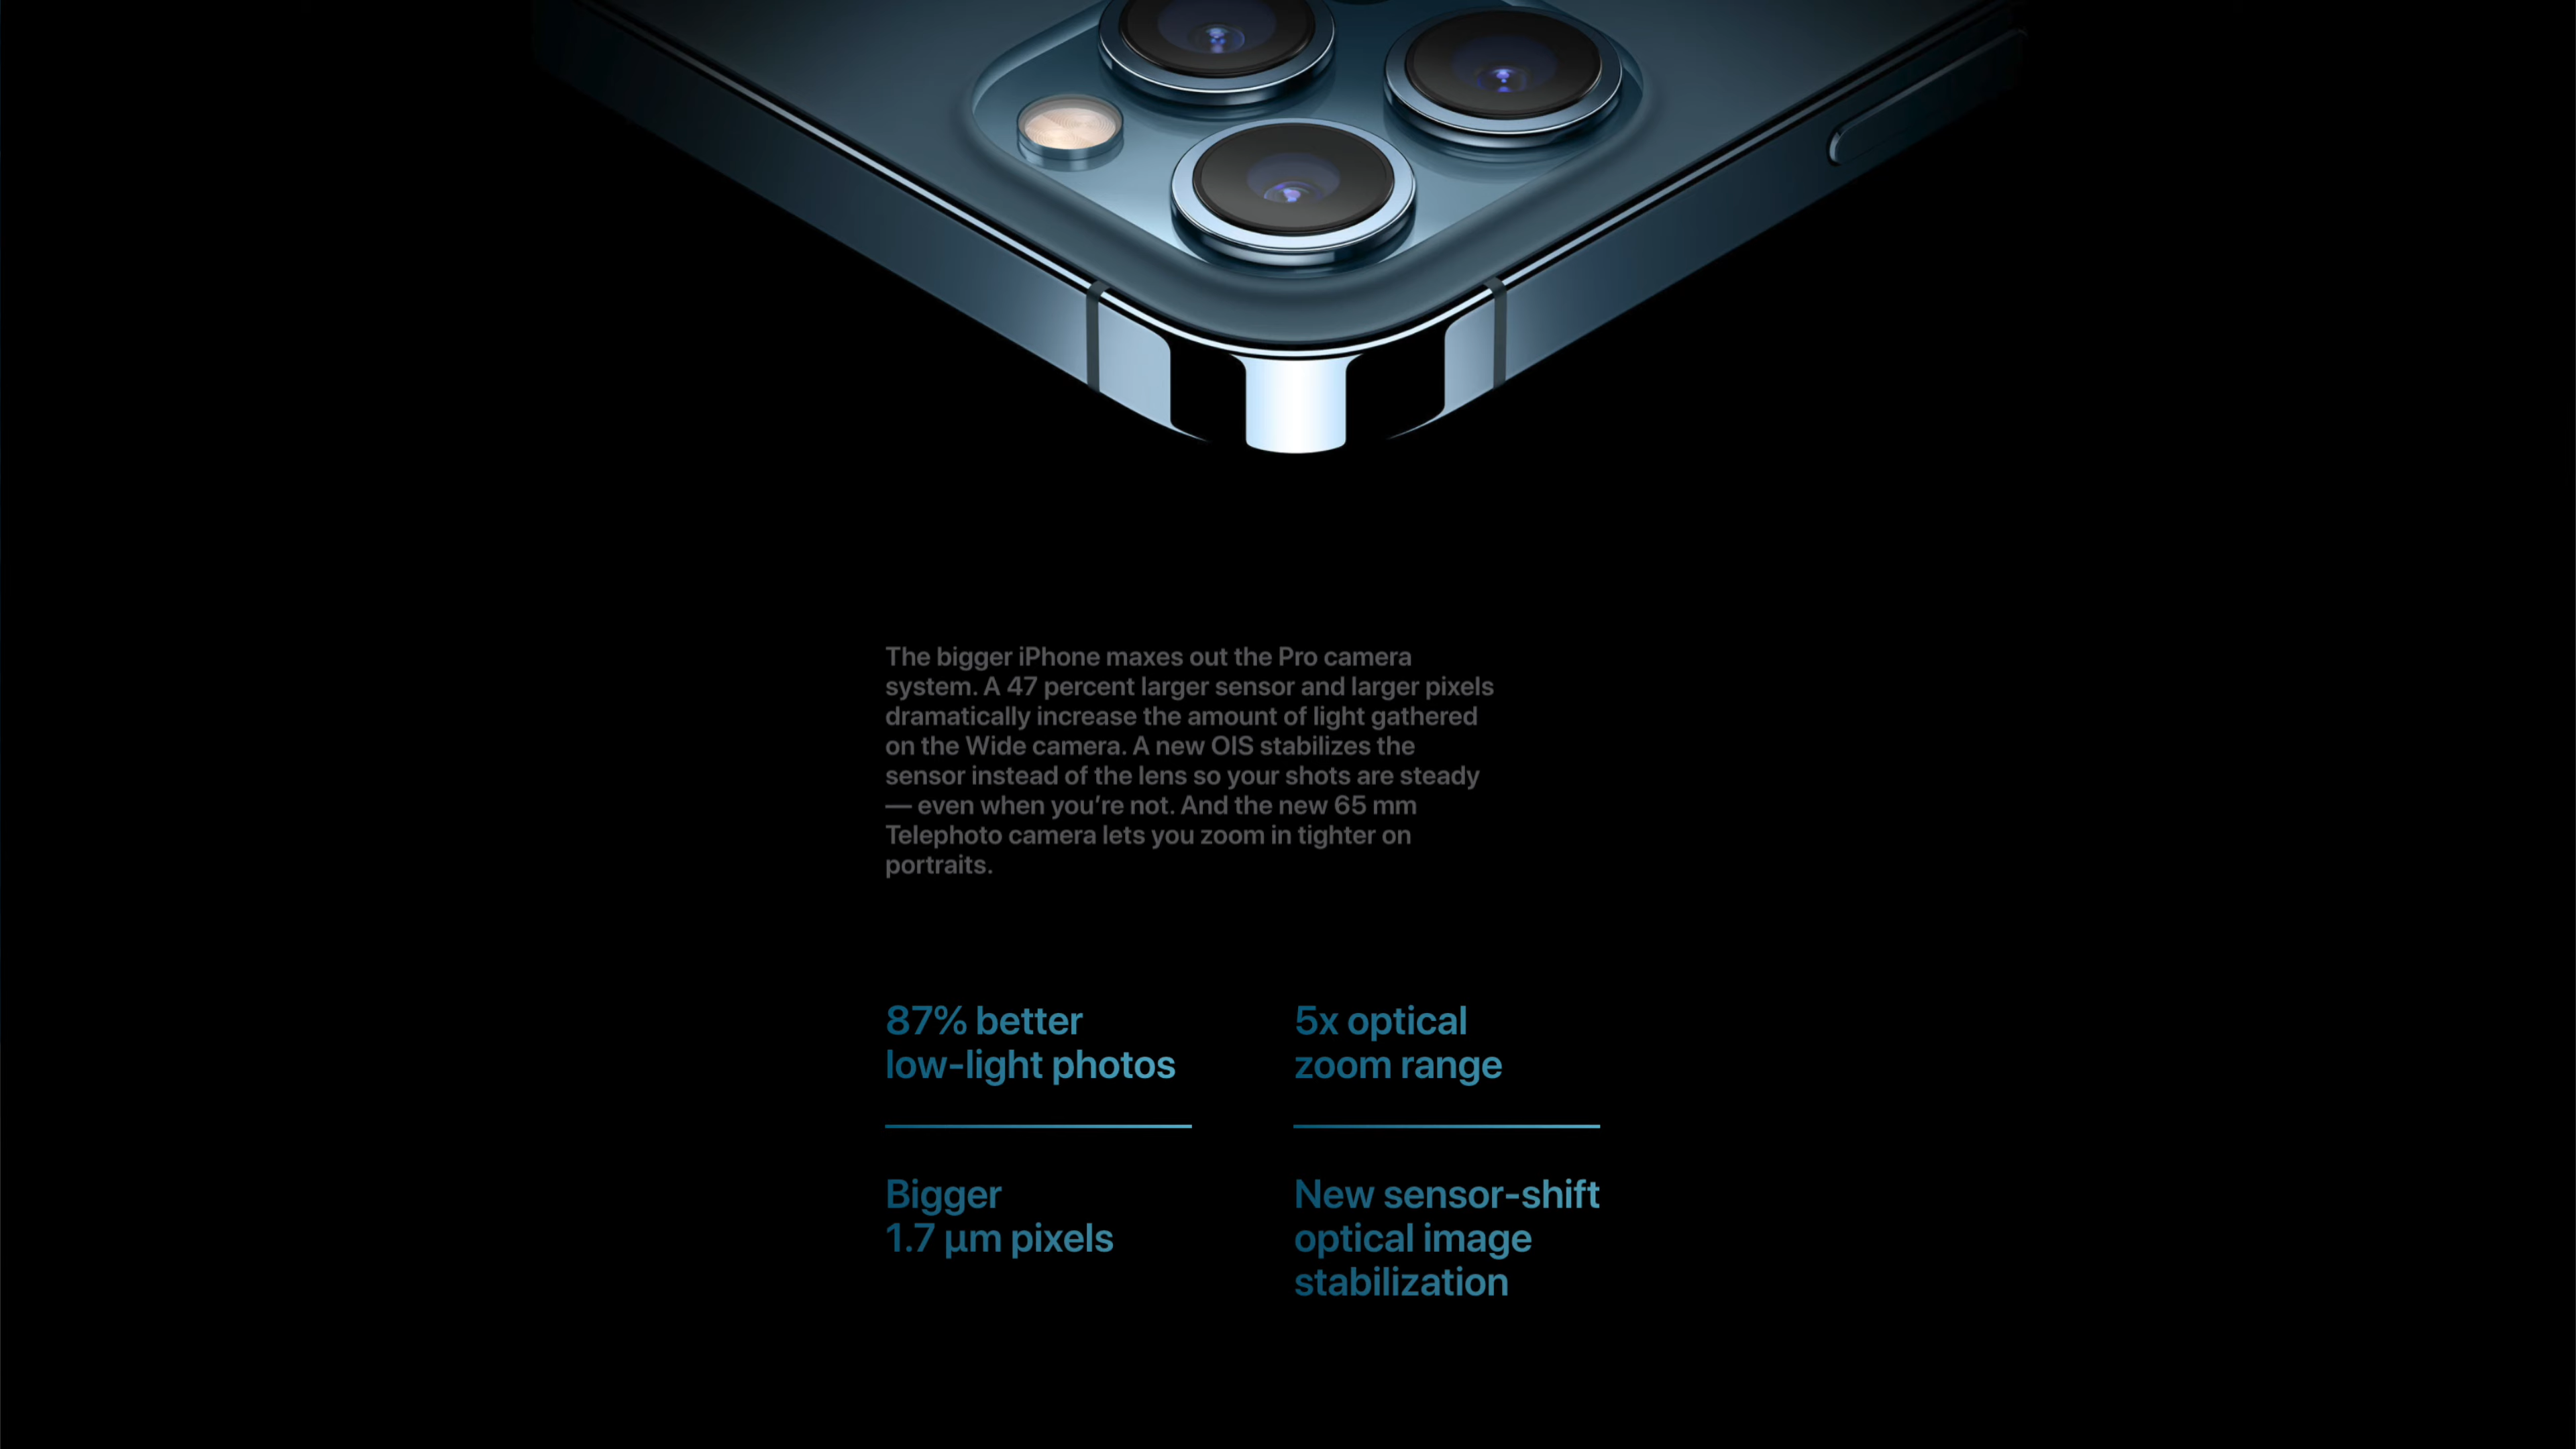 The bigger iPhone maxes out the Pro camera
system. A 47 percent larger sensor and larger pixels
dramatically increase the amount of light gathered
on the Wide camera. A new OIS stabilizes the
sensor instead of the lens so your shots are steady
— even when you’re not. And the new 65 mm
Telephoto camera lets you zoom in tighter on
portraits.
87% better
low-light photos
5x optical
zoom range
Bigger
1.7 µm pixels
New sensor-shift
optical image
stabilization